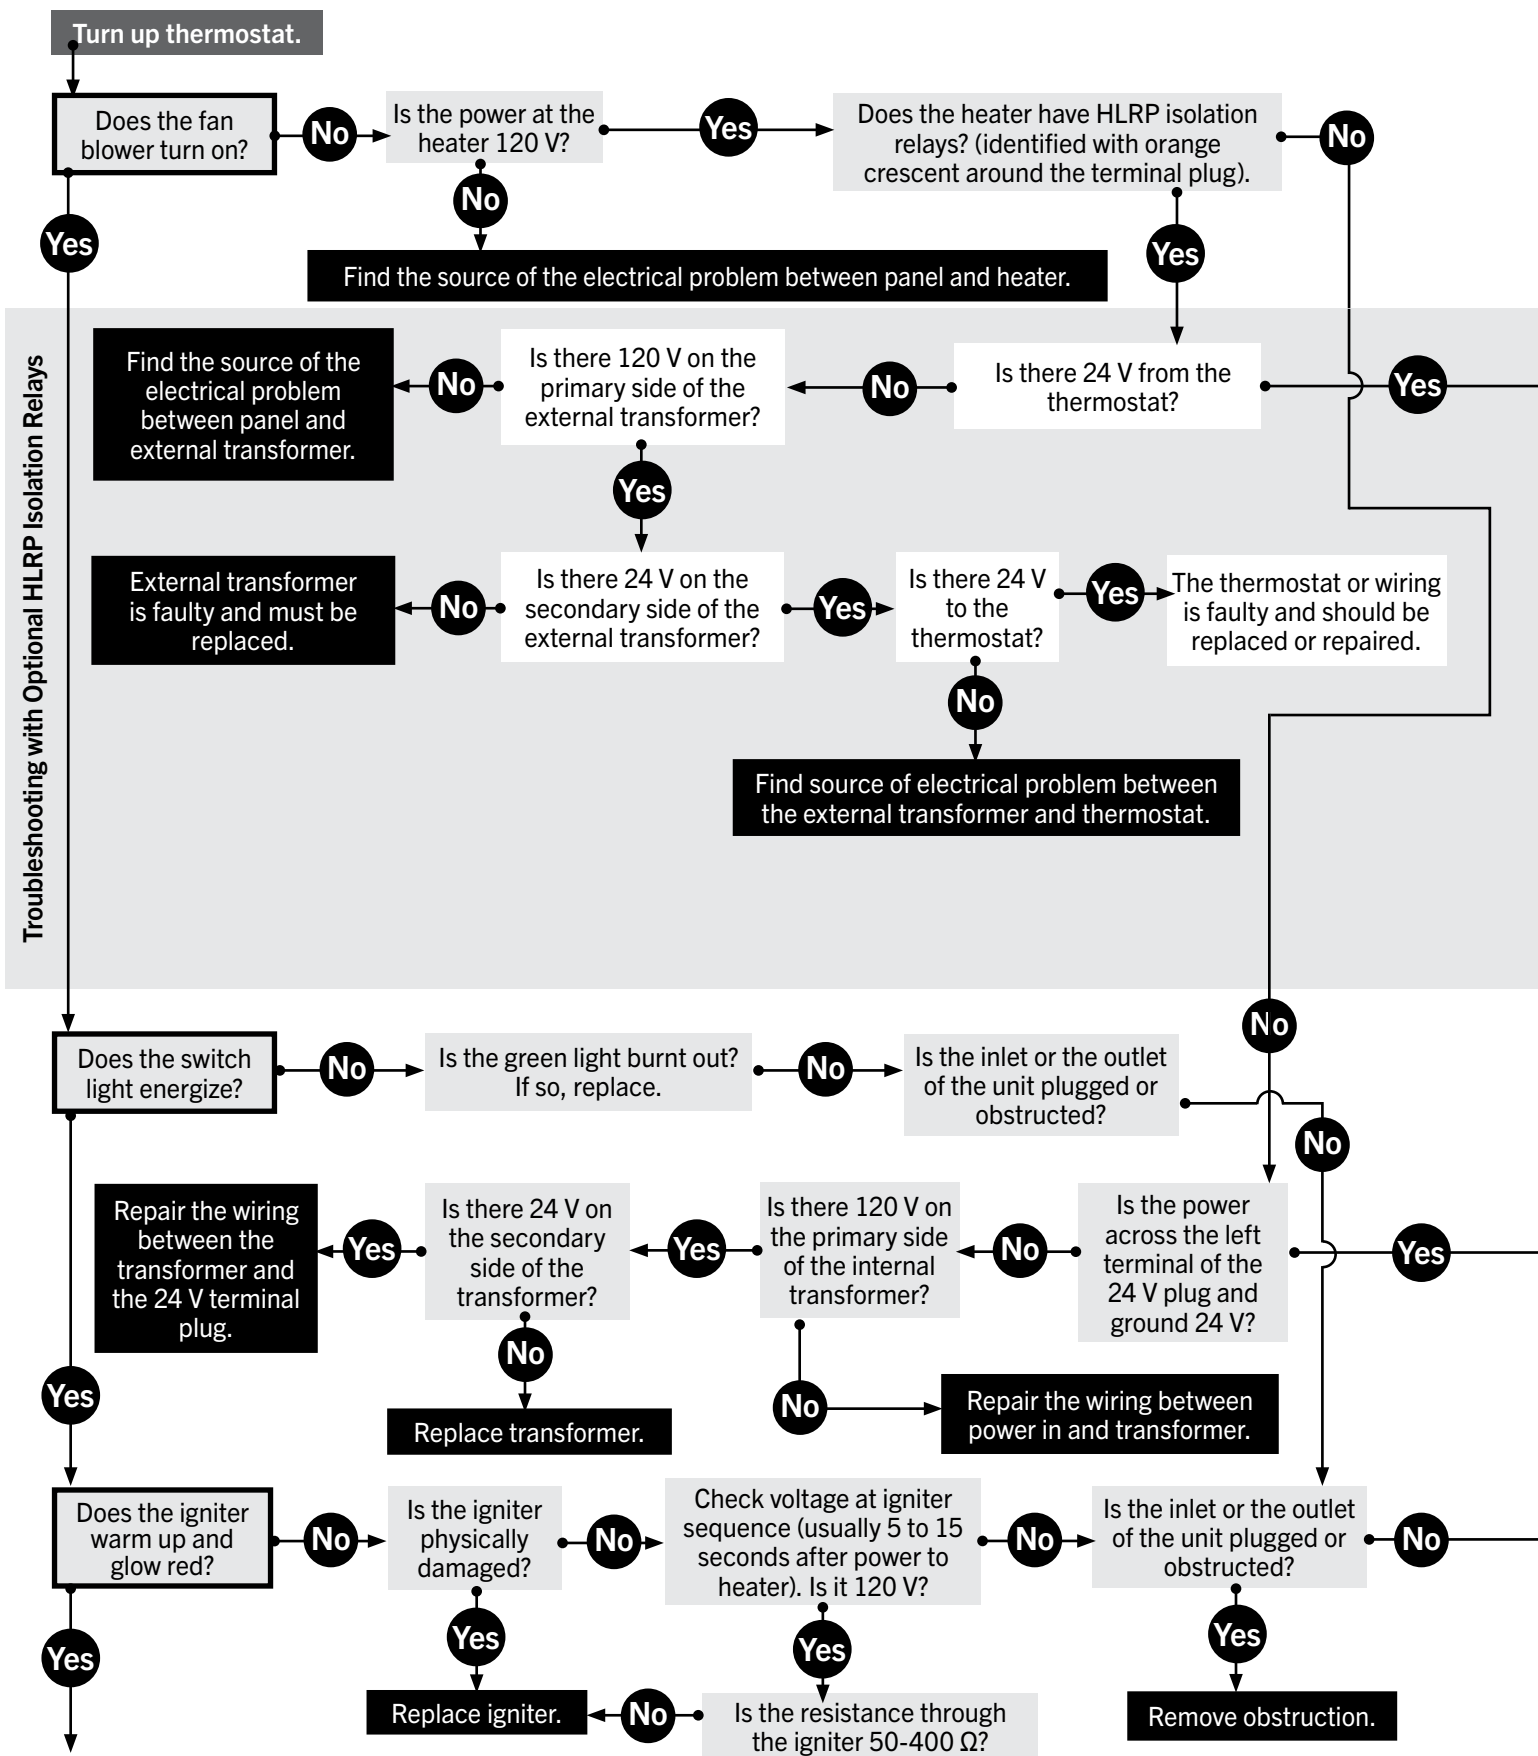 Turn up thermostat.
Does the fan
blower turn on?
No
Is the power at the
heater 120 V?
Yes
Does the heater have HLRP isolation
relays? (identified with orange
crescent around the terminal plug).
No
No
Yes
Yes
Find the source of the electrical problem between panel and heater.
Troubleshooting with Optional HLRP Isolation Relays
Find the source of the
electrical problem
between panel and
external transformer.
No
Is there 120 V on the
primary side of the
external transformer?
No
Is there 24 V from the
thermostat?
Yes
Yes
External transformer
is faulty and must be
replaced.
No
Is there 24 V on the
secondary side of the
external transformer?
Yes
Is there 24 V
to the
thermostat?
Yes
The thermostat or wiring
is faulty and should be
replaced or repaired.
No
Find source of electrical problem between
the external transformer and thermostat.
No
Does the switch
light energize?
No
Is the green light burnt out?
If so, replace.
No
Is the inlet or the outlet
of the unit plugged or
obstructed?
No
Repair the wiring
between the
transformer and
the 24 V terminal
plug.
Yes
Is there 24 V on
the secondary
side of the
transformer?
Yes
Is there 120 V on
the primary side
of the internal
transformer?
No
Is the power
across the left
terminal of the
24 V plug and
ground 24 V?
Yes
No
Yes
No
Replace transformer.
Repair the wiring between
power in and transformer.
Does the igniter
warm up and
glow red?
No
Is the igniter
physically
damaged?
No
Check voltage at igniter
sequence (usually 5 to 15
seconds after power to
heater). Is it 120 V?
No
Is the inlet or the outlet
of the unit plugged or
obstructed?
No
Yes
Yes
Yes
Yes
Replace igniter.
No
Is the resistance through
the igniter 50-400 Ω?
Remove obstruction.